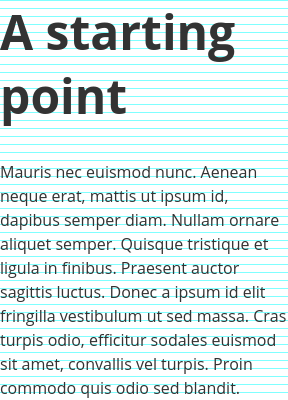 A starting
point
Mauris nec euismod nunc. Aenean
neque erat, mattis ut ipsum id,
dapibus semper diam. Nullam ornare
aliquet semper. Quisque tristique et
ligula in finibus. Praesent auctor
sagittis luctus. Donec a ipsum id elit
fringilla vestibulum ut sed massa. Cras
turpis odio, efficitur sodales euismod
sit amet, convallis vel turpis. Proin
commodo quis odio sed blandit.